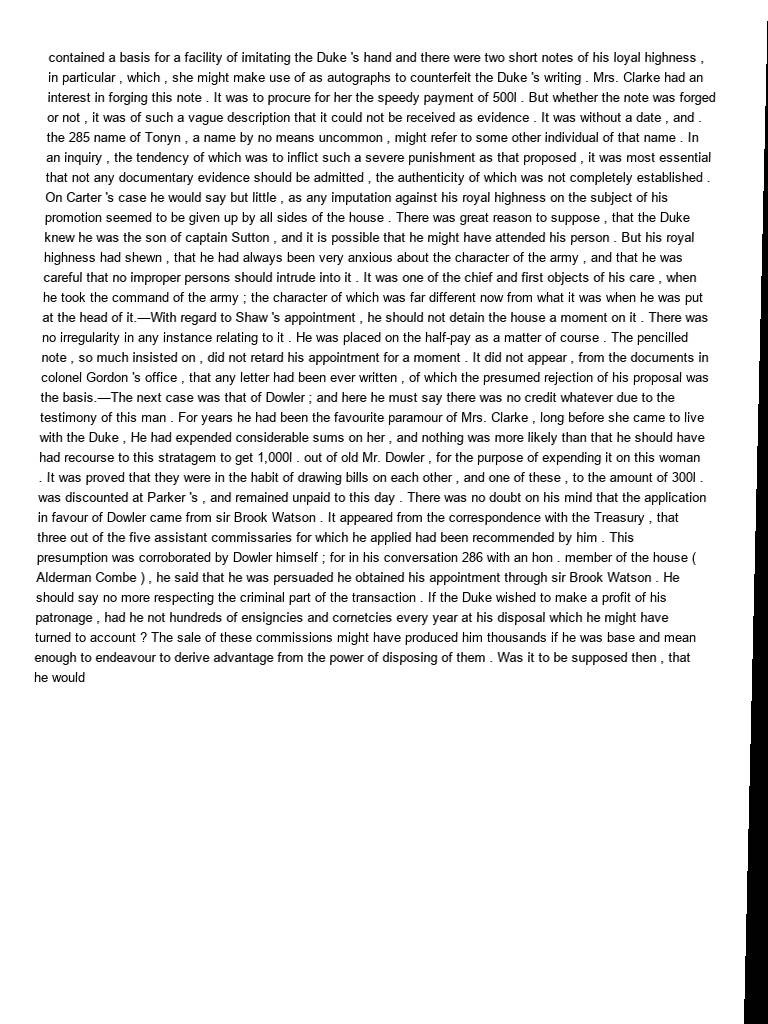 contained a basis for a facility of imitating the Duke 's hand and there were two short notes of his loyal highness ,
in particular , which , she might make use of as autographs to counterfeit the Duke 's writing . Mrs. Clarke had an
interest in forging this note . It was to procure for her the speedy payment of 500l . But whether the note was forged
or not , it was of such a vague description that it could not be received as evidence . It was without a date , and .
the 285 name of Tonyn , a name by no means uncommon , might refer to some other individual of that name . In
an inquiry , the tendency of which was to inflict such a severe punishment as that proposed , it was most essential
that not any documentary evidence should be admitted , the authenticity of which was not completely established .
On Carter 's case he would say but little , as any imputation against his royal highness on the subject of his
promotion seemed to be given up by all sides of the house . There was great reason to suppose , that the Duke
knew he was the son of captain Sutton , and it is possible that he might have attended his person . But his royal
highness had shewn , that he had always been very anxious about the character of the army , and that he was
careful that no improper persons should intrude into it . It was one of the chief and first objects of his care , when
he took the command of the army ; the character of which was far different now from what it was when he was put
at the head of it.—With regard to Shaw 's appointment , he should not detain the house a moment on it . There was
no irregularity in any instance relating to it . He was placed on the half-pay as a matter of course . The pencilled
note , so much insisted on , did not retard his appointment for a moment . It did not appear , from the documents in
colonel Gordon 's office , that any letter had been ever written , of which the presumed rejection of his proposal was
the basis.—The next case was that of Dowler ; and here he must say there was no credit whatever due to the
testimony of this man . For years he had been the favourite paramour of Mrs. Clarke , long before she came to live
with the Duke , He had expended considerable sums on her , and nothing was more likely than that he should have
had recourse to this stratagem to get 1,000l . out of old Mr. Dowler , for the purpose of expending it on this woman
. It was proved that they were in the habit of drawing bills on each other , and one of these , to the amount of 300l .
was discounted at Parker 's , and remained unpaid to this day . There was no doubt on his mind that the application
in favour of Dowler came from sir Brook Watson . It appeared from the correspondence with the Treasury , that
three out of the five assistant commissaries for which he applied had been recommended by him . This
presumption was corroborated by Dowler himself ; for in his conversation 286 with an hon . member of the house (
Alderman Combe ) , he said that he was persuaded he obtained his appointment through sir Brook Watson . He
should say no more respecting the criminal part of the transaction . If the Duke wished to make a profit of his
patronage , had he not hundreds of ensigncies and cornetcies every year at his disposal which he might have
turned to account ? The sale of these commissions might have produced him thousands if he was base and mean
enough to endeavour to derive advantage from the power of disposing of them . Was it to be supposed then , that
he would